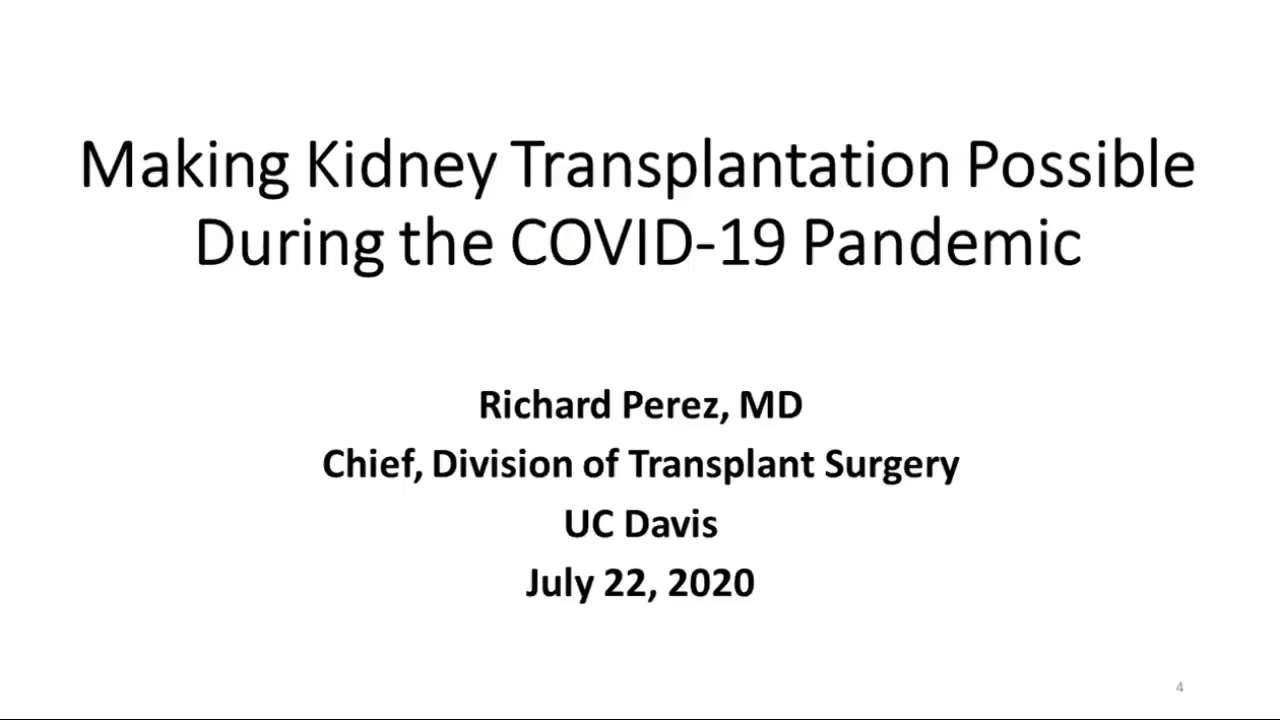 Making Kidney Transplantation Possible
During the COVID-19 Pandemic
Richard Perez, MD
Chief, Division of Transplant Surgery
UC Davis
July 22, 2020
4